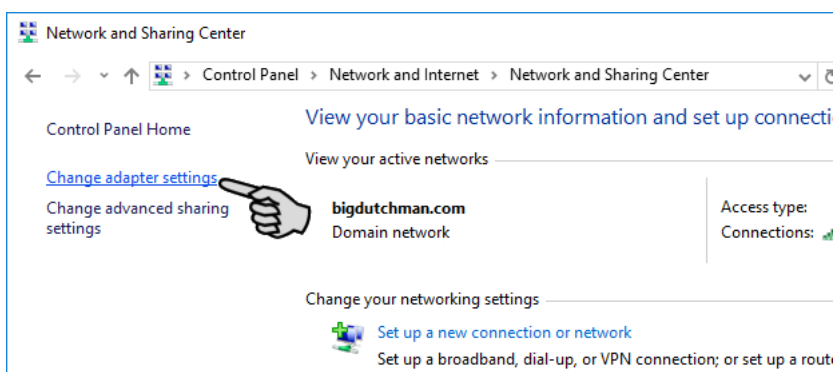 Network and Sharing Center
Control Panel > Network and Internet > Network and Sharing Center
Control Panel Home
Change adapter settings
Change advanced sharing
settings
View your basic network information and set up
View your active networks
bigdutchman.com
Domain network
Access type:
Connections:
Change your networking settings
Set up a new connection or network
Set up a broadband, dial-up, or VPN connection; or set up a